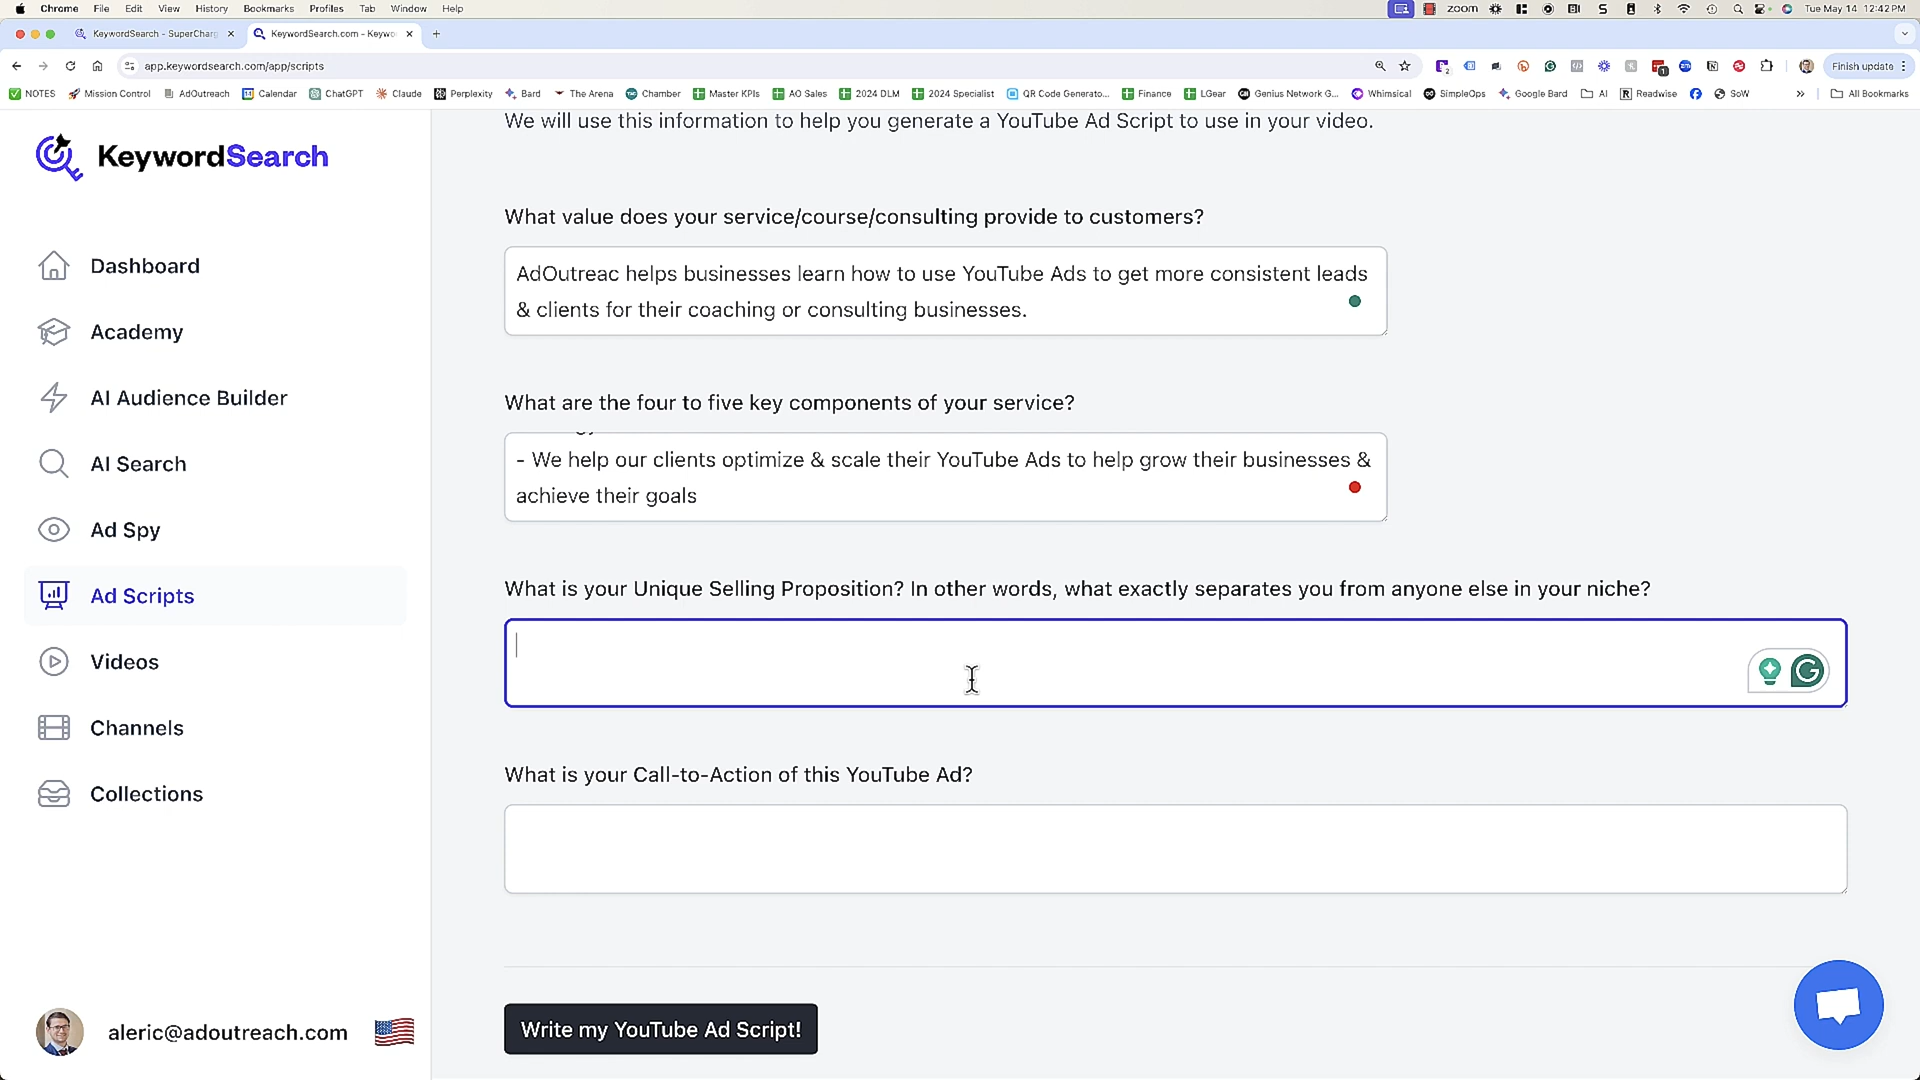 Chrome File Edit View History Bookmarks Profiles Tab Window Help zoom Tue May 14 12:42 PM
KeywordSearch - SuperCharg KeywordSearch.com - Keywo
app.keywordsearch.com/app/scripts Finish update
NOTES Mission Control AdOutreach Calendar ChatGPT Claude Perplexity Bard The Arena Chamber Master KPIs AO Sales 2024 DLM 2024 Specialist QR Code Generato... Finance LGear Genius Network G... Whimsical SimpleOps Google Bard AI Readwise SoW All Bookmarks
KeywordSearch
Dashboard
Academy
AI Audience Builder
AI Search
Ad Spy
Ad Scripts
Videos
Channels
Collections
aleric@adoutreach.com
We will use this information to help you generate a YouTube Ad Script to use in your video.
What value does your service/course/consulting provide to customers?
AdOutreac helps businesses learn how to use YouTube Ads to get more consistent leads
& clients for their coaching or consulting businesses.
What are the four to five key components of your service?
- We help our clients optimize & scale their YouTube Ads to help grow their businesses &
achieve their goals
What is your Unique Selling Proposition? In other words, what exactly separates you from anyone else in your niche?
What is your Call-to-Action of this YouTube Ad?
Write my YouTube Ad Script!